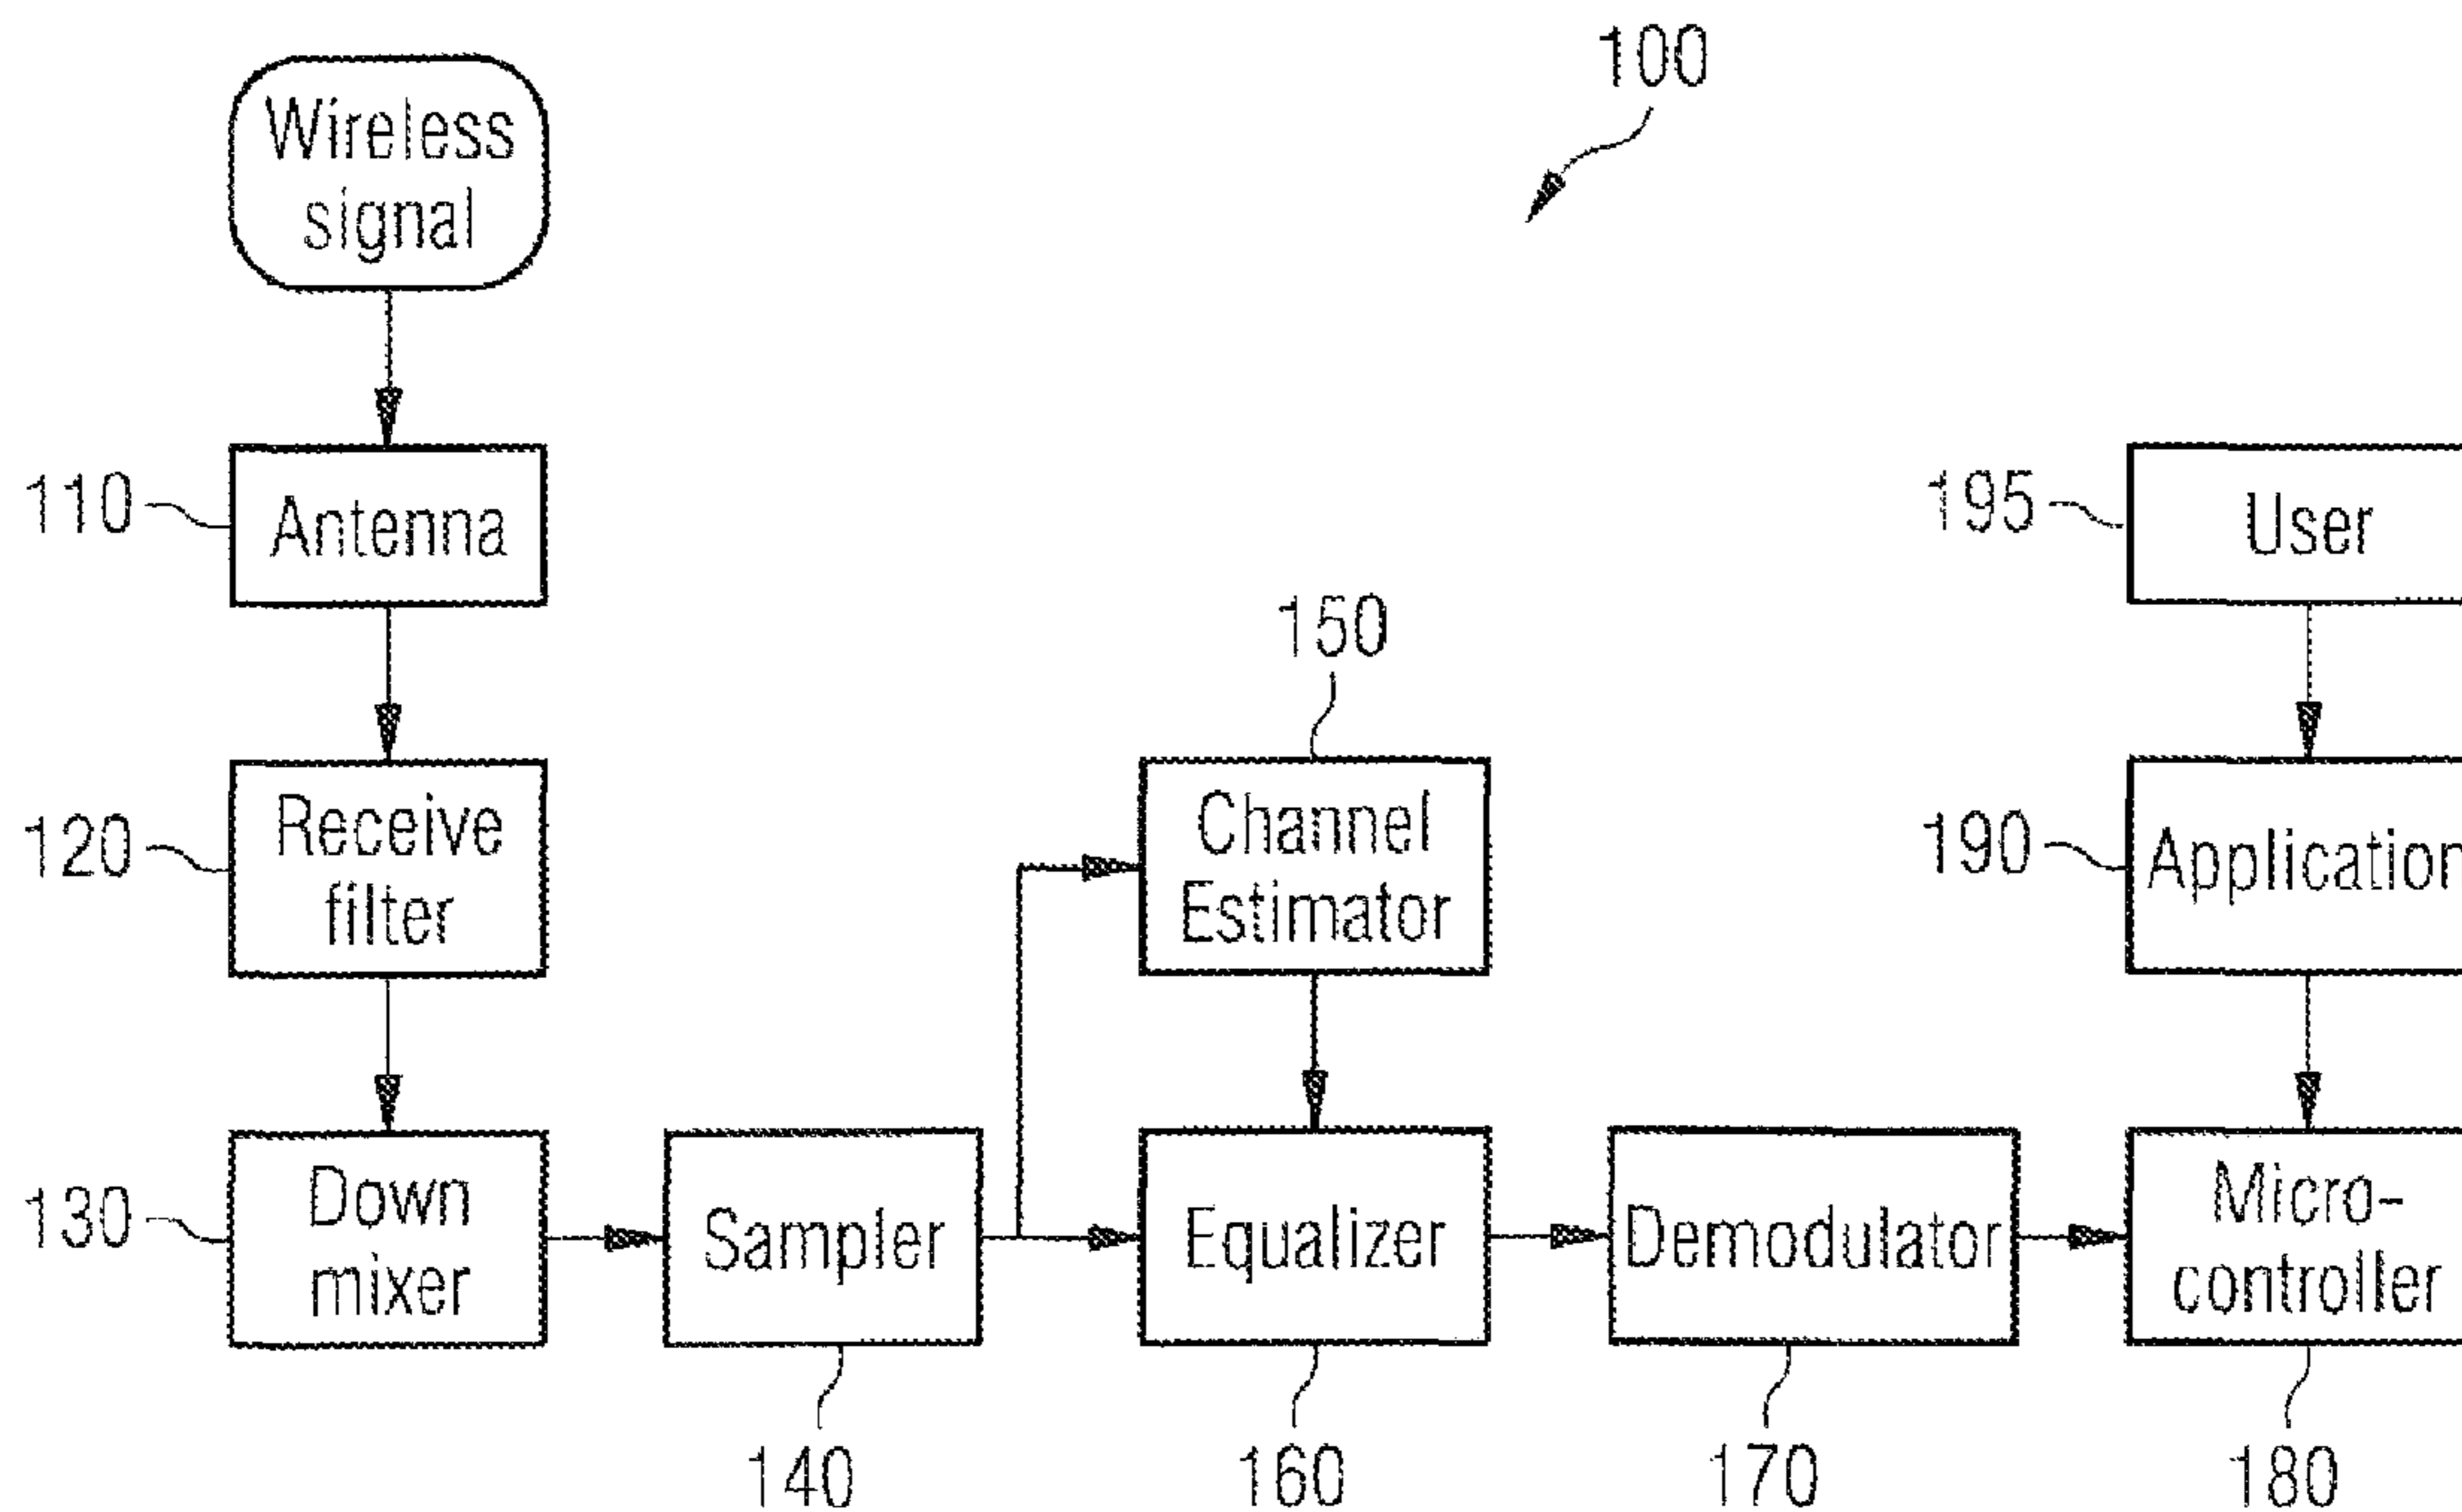 100
Wireless
signal
110
Antenna
195
User
150
120
Receive
filter
Channel
Estimator
190
Application
130
Down
mixer
Sampler
Equalizer
Demodulator
Micro-
controller
140
160
170
180